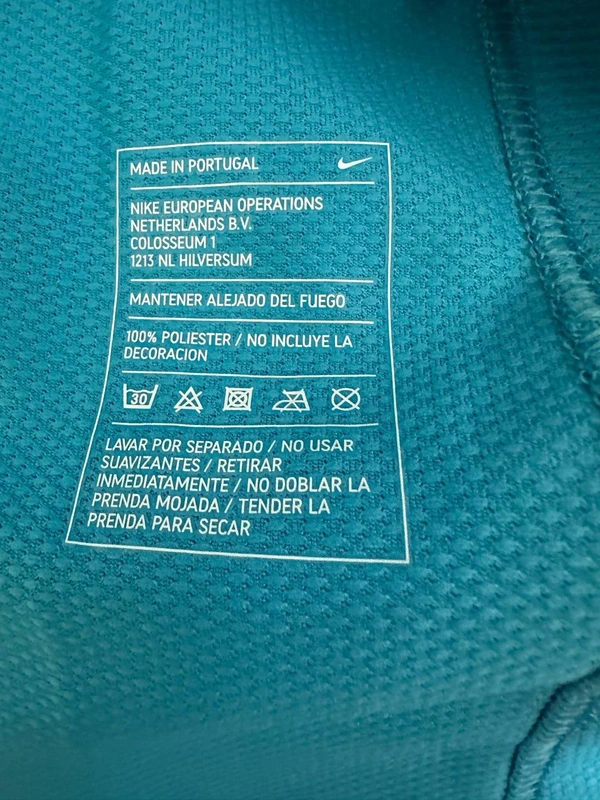 MADE IN PORTUGAL
NIKE EUROPEAN OPERATIONS
NETHERLANDS B.V.
COLOSSEUM 1
1213 NL HILVERSUM
MANTENER ALEJADO DEL FUEGO
100% POLIESTER / NO INCLUYE LA
DECORACION
30
LAVAR POR SEPARADO / NO USAR
SUAVIZANTES / RETIRAR
INMEDIATAMENTE / NO DOBLAR LA
PRENDA MOJADA / TENDER LA
PRENDA PARA SECAR